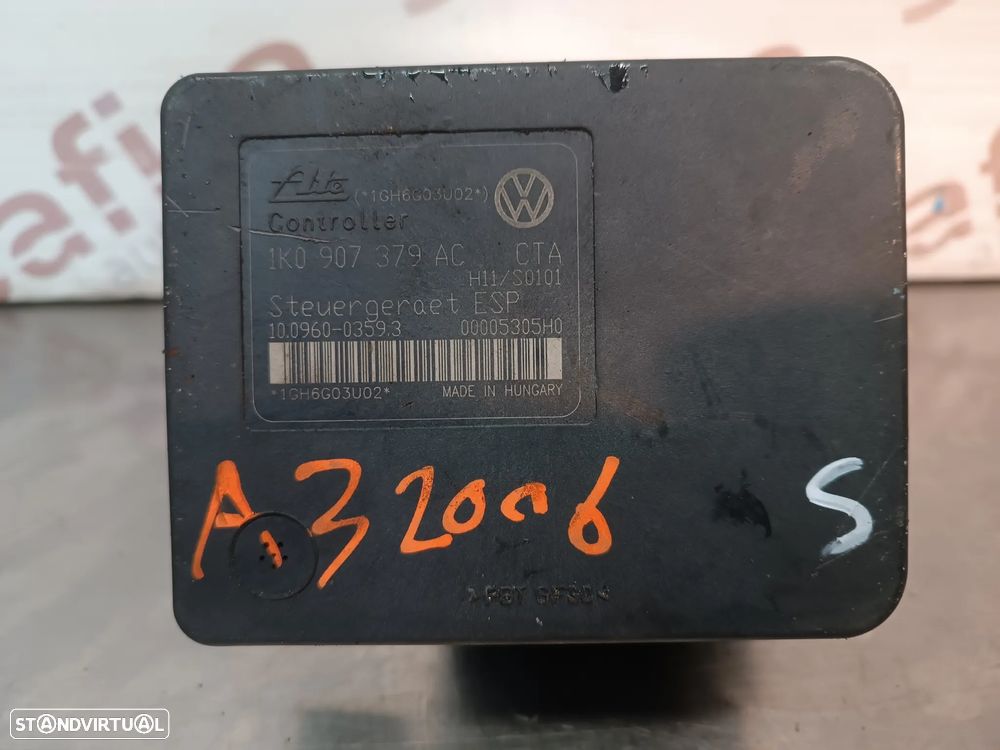 Ate (*1GH6G03U02*)
Controller
1K0 907 379 AC CTA
H11/S0101
Steuergeraet ESP
10.0960-0359.3 00005305H0
*1GH6G03U02* MADE IN HUNGARY
A3 2006 S
STANDVIRTUAL